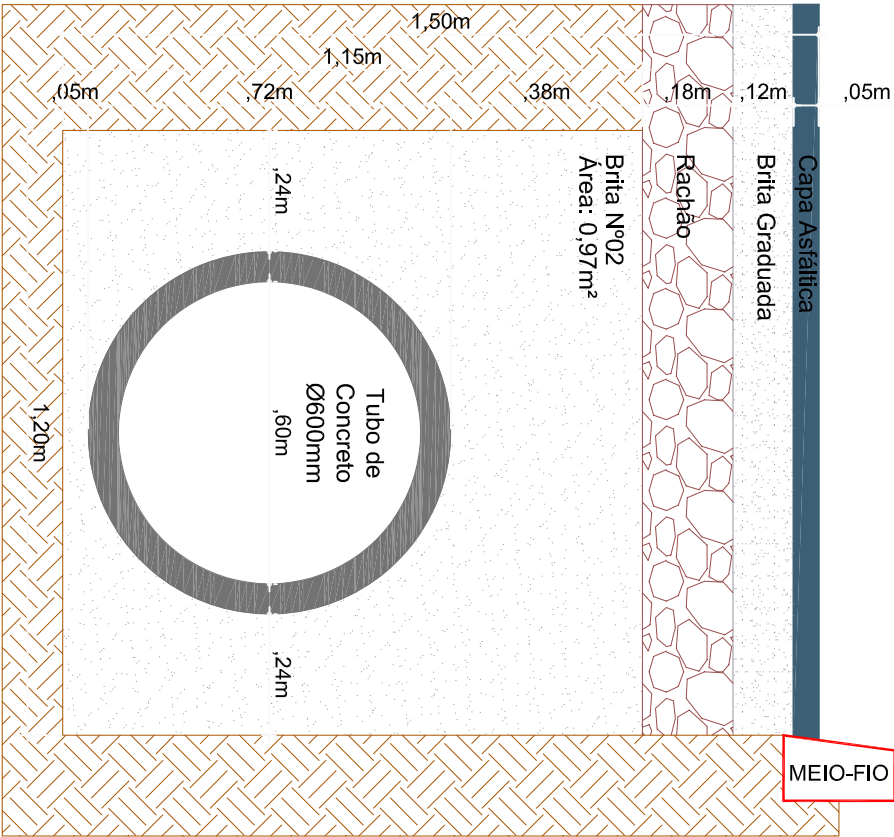 1,50m
1,15m
,05m
,72m
,38m
,18m
,12m
,05m
Capa Asfáltica
Brita Graduada
Rachão
Brita Nº02
Área: 0,97m²
,24m
Tubo de
Concreto
Ø600mm
,60m
1,20m
,24m
MEIO-FIO